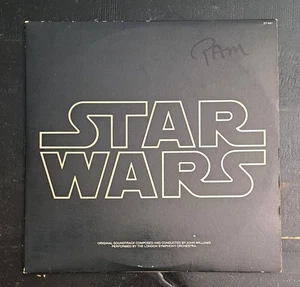 PAM
STAR
WARS
ORIGINAL SOUNDTRACK COMPOSED AND CONDUCTED BY JOHN WILLIAMS
PERFORMED BY THE LONDON SYMPHONY ORCHESTRA